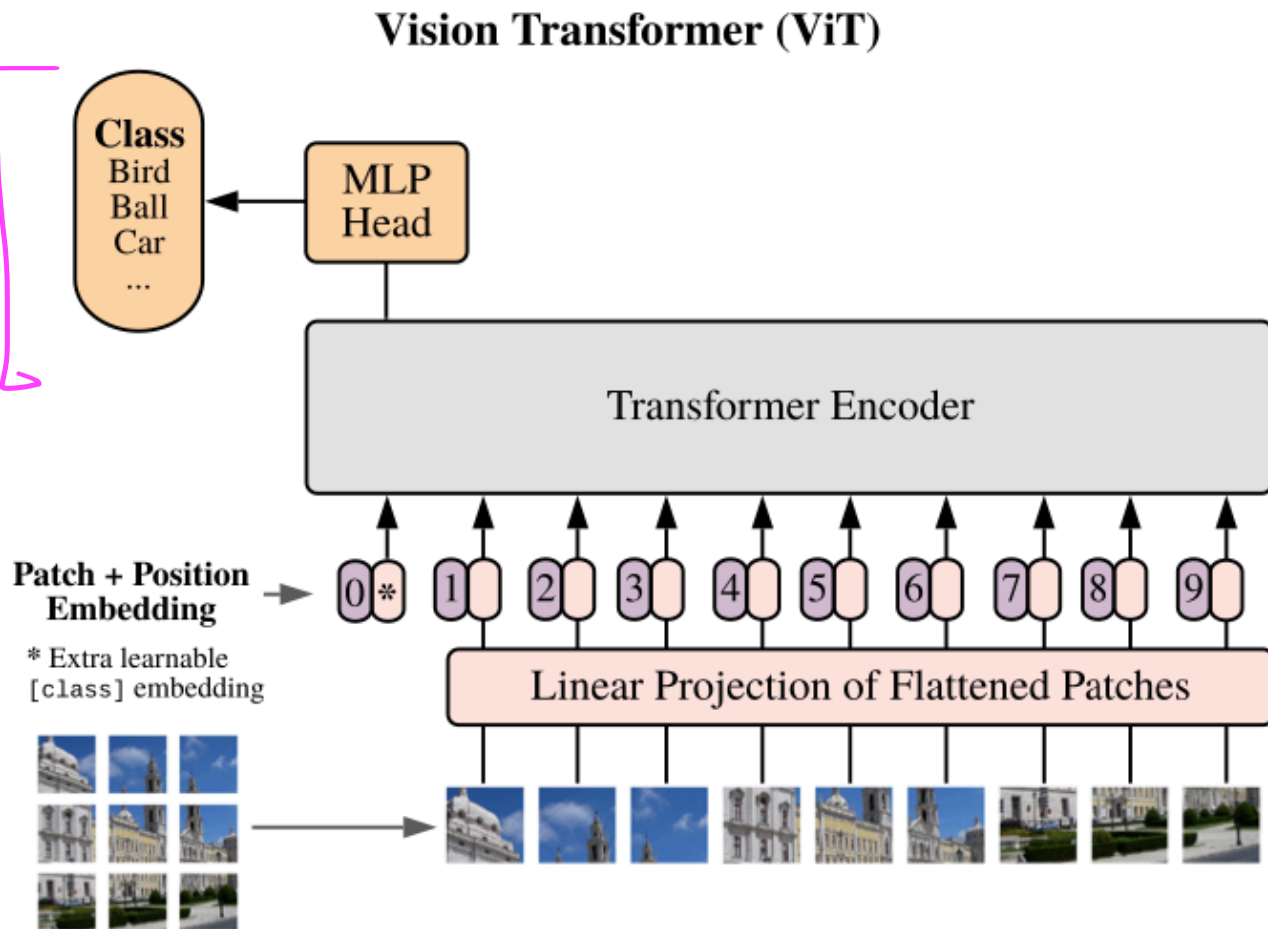 Vision Transformer (ViT)
Class
Bird
Ball
Car
...
MLP
Head
Transformer Encoder
Patch + Position
Embedding
0 * 1 2 3 4 5 6 7 8 9
* Extra learnable
[class] embedding
Linear Projection of Flattened Patches